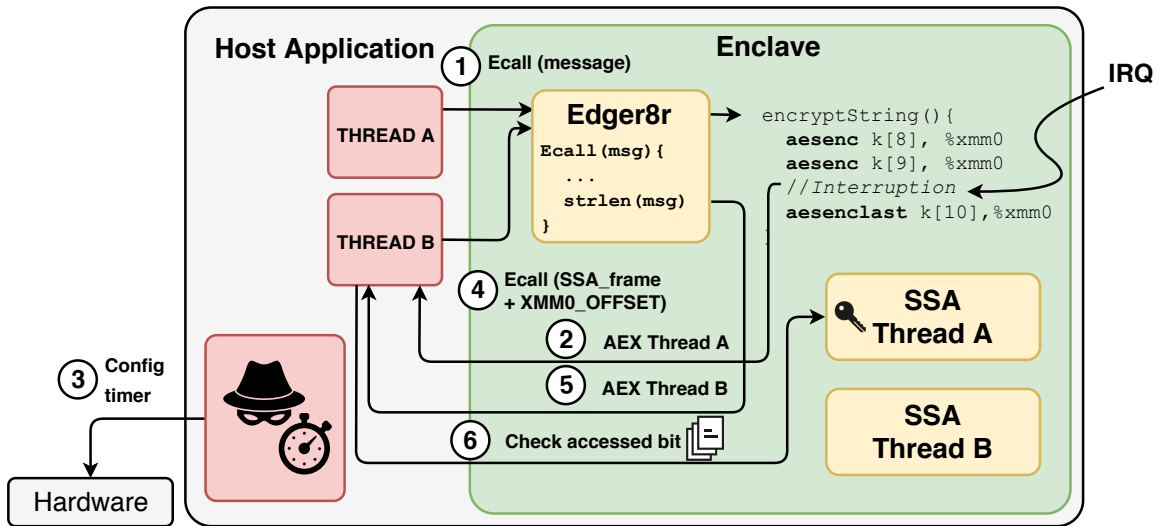 Host Application
Enclave
1 Ecall (message)
IRQ
THREAD A
Edger8r
Ecall(msg){
...
strlen(msg)
}
encryptString(){
aesenc k[8], %xmm0
aesenc k[9], %xmm0
//Interruption
aesenclast k[10],%xmm0
}
THREAD B
4 Ecall (SSA_frame
+ XMM0_OFFSET)
SSA
Thread A
2 AEX Thread A
3 Config
timer
5 AEX Thread B
SSA
Thread B
6 Check accessed bit
Hardware